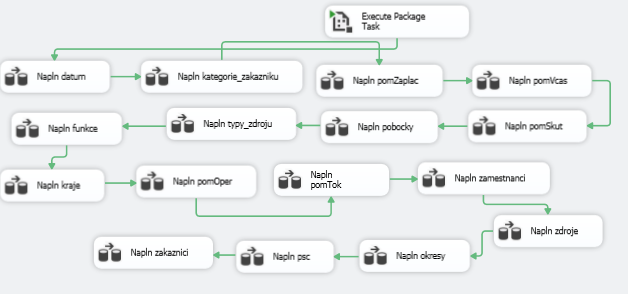 Execute Package
Task
Napln datum
Napln kategorie_zakazniku
Napln pomZaplac
Napln pomVcas
Napln funkce
Napln typy_zdroju
Napln pobocky
Napln pomSkut
Napln kraje
Napln pomOper
Napln
pomTok
Napln zamestnanci
Napln zdroje
Napln zakaznici
Napln psc
Napln okresy